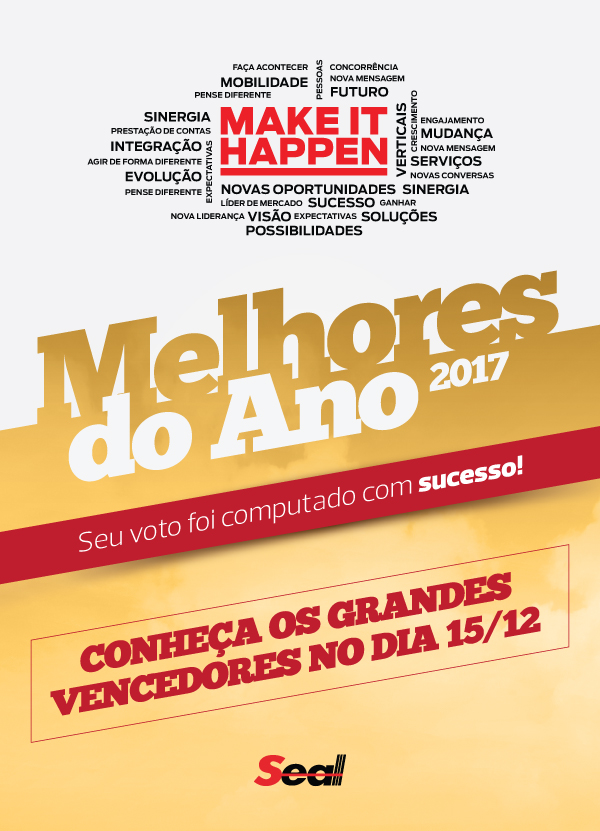 FAÇA ACONTECER
MOBILIDADE
PENSE DIFERENTE
PESSOAS
CONCORRÊNCIA
NOVA MENSAGEM
FUTURO
SINERGIA
PRESTAÇÃO DE CONTAS
INTEGRAÇÃO
AGIR DE FORMA DIFERENTE
EVOLUÇÃO
PENSE DIFERENTE
EXPECTATIVAS
MAKE IT
HAPPEN
VERTICAIS
CRESCIMENTO
ENGAJAMENTO
MUDANÇA
NOVA MENSAGEM
SERVIÇOS
NOVAS CONVERSAS
NOVAS OPORTUNIDADES SINERGIA
LÍDER DE MERCADO SUCESSO GANHAR
NOVA LIDERANÇA VISÃO EXPECTATIVAS SOLUÇÕES
POSSIBILIDADES
Melhores
do Ano 2017
Seu voto foi computado com sucesso!
CONHEÇA OS GRANDES
VENCEDORES NO DIA 15/12
Seal